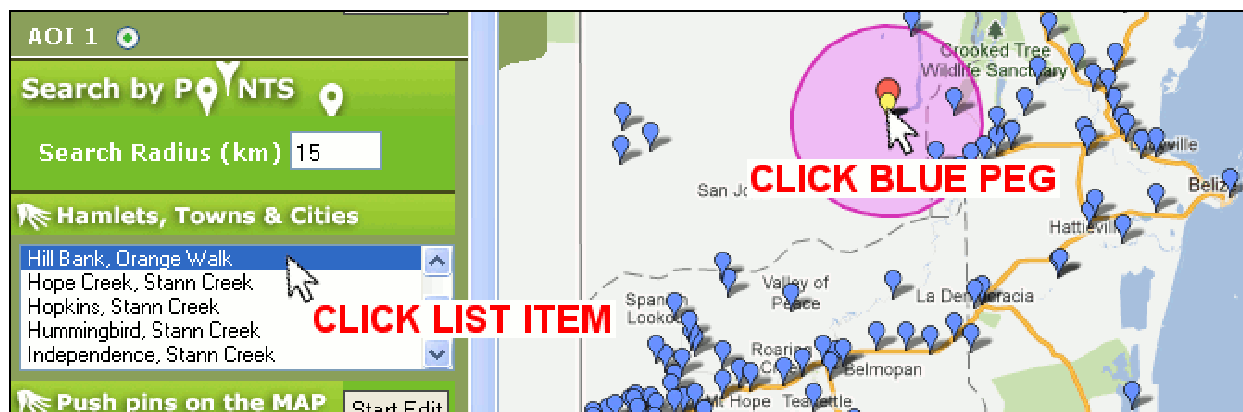 AOI 1
Search by POINTS
Search Radius (km) 15
Hamlets, Towns & Cities
Hill Bank, Orange Walk
Hope Creek, Stann Creek
Hopkins, Stann Creek
Hummingbird, Stann Creek
Independence, Stann Creek
CLICK LIST ITEM
Push pins on the MAP
Start Edit
Crooked Tree
Wildlife Sanctuary
CLICK BLUE PEG
San Jo
Beliz
Hattieville
Valley of
Peace
La Democracia
Spanish
Lookou
Roaring
Belmopan
Mt Hope
Teakettle